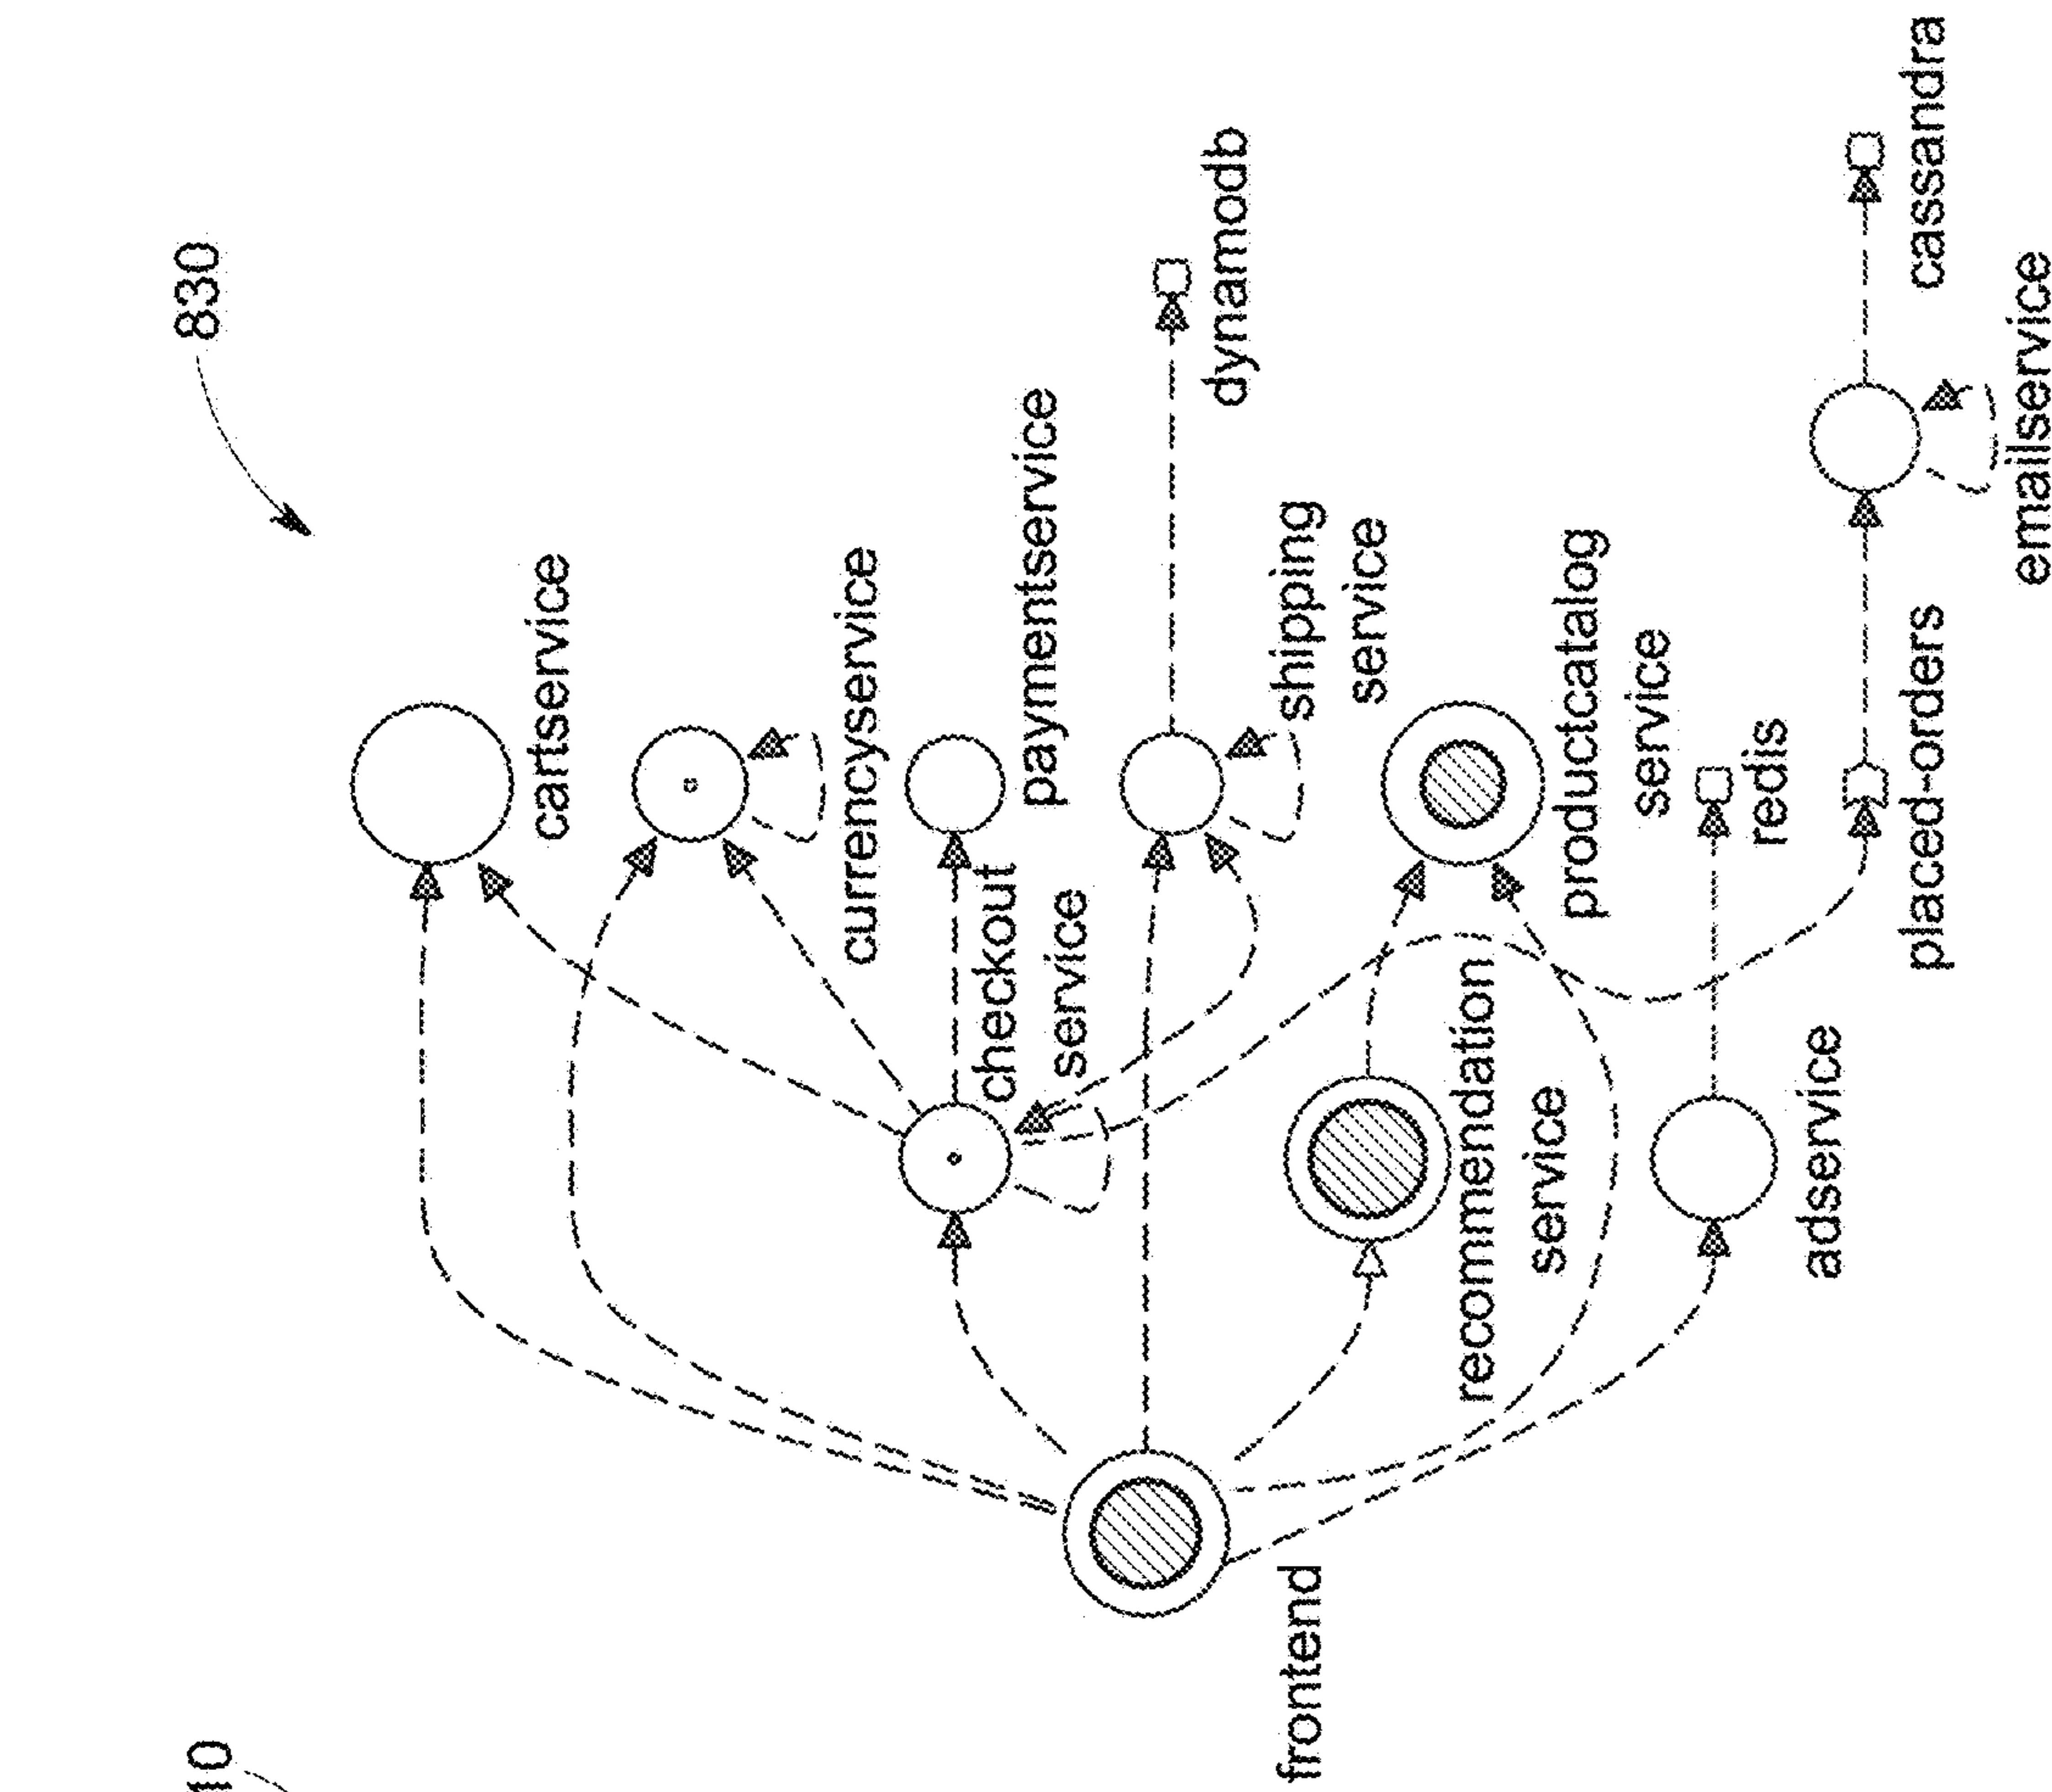 830
cartservice
currencyservice
paymentservice
checkout
service
dynamodb
shipping
service
productcatalog
service
recommendation
service
redis
adservice
placed-orders
cassandra
emailservice
frontend